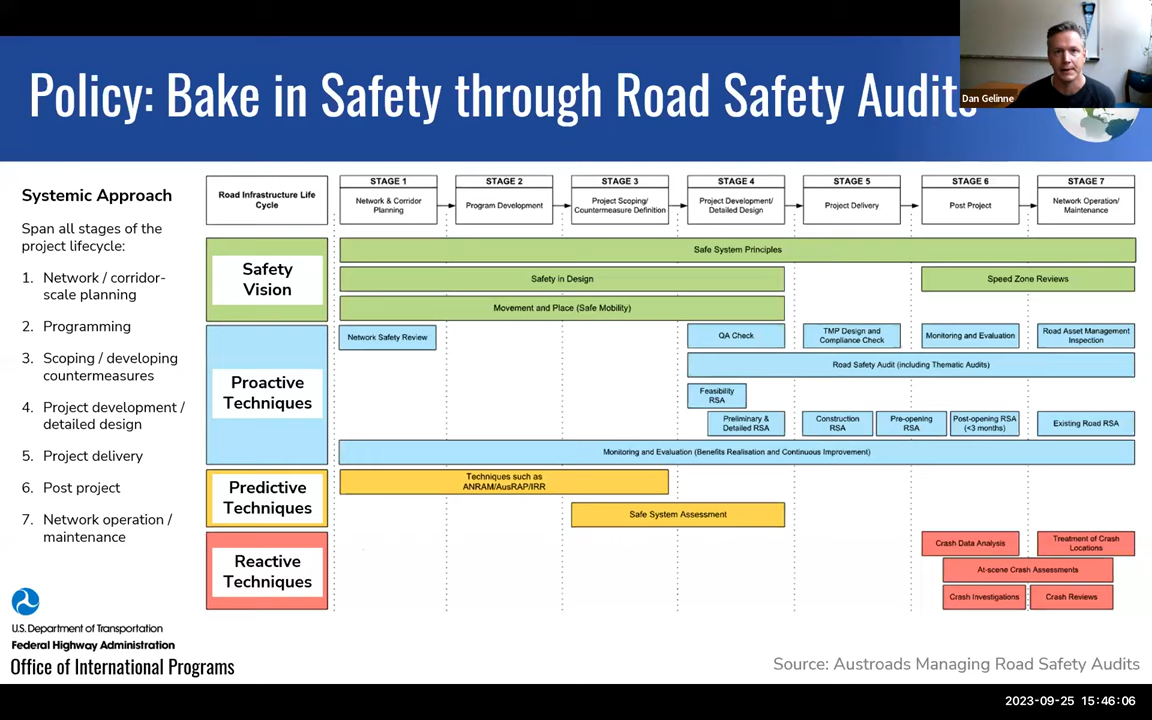 Policy: Bake in Safety through Road Safety Audits
Dan Gelinne
Systemic Approach
Span all stages of the
project lifecycle:
1. Network / corridor-
scale planning
2. Programming
3. Scoping / developing
countermeasures
4. Project development /
detailed design
5. Project delivery
6. Post project
7. Network operation /
maintenance
U.S. Department of Transportation
Federal Highway Administration
Office of International Programs
Road Infrastructure Life
Cycle
STAGE 1
Network & Corridor
Planning
STAGE 2
Program Development
STAGE 3
Project Scoping/
Countermeasure Definition
STAGE 4
Project Development/
Detailed Design
STAGE 5
Project Delivery
STAGE 6
Post Project
STAGE 7
Network Operation/
Maintenance
Safety
Vision
Safe System Principles
Safety in Design
Speed Zone Reviews
Movement and Place (Safe Mobility)
Proactive
Techniques
Network Safety Review
QA Check
TMP Design and
Compliance Check
Monitoring and Evaluation
Road Asset Management
Inspection
Road Safety Audit (including Thematic Audits)
Feasibility
RSA
Preliminary &
Detailed RSA
Construction
RSA
Pre-opening
RSA
Post-opening RSA
(<3 months)
Existing Road RSA
Monitoring and Evaluation (Benefits Realisation and Continuous Improvement)
Predictive
Techniques
Techniques such as
ANRAM/AusRAP/IRR
Safe System Assessment
Reactive
Techniques
Crash Data Analysis
Treatment of Crash
Locations
At-scene Crash Assessments
Crash Investigations
Crash Reviews
Source: Austroads Managing Road Safety Audits
2023-09-25 15:46:06